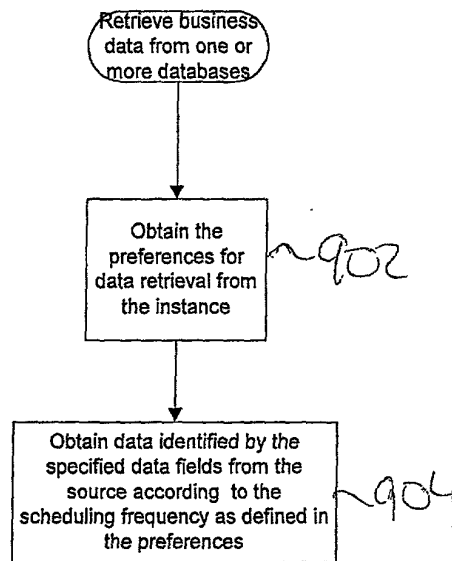 Retrieve business
data from one or
more databases
Obtain the
preferences for
data retrieval from
the instance
~902
Obtain data identified by the
specified data fields from the
source according to the
scheduling frequency as defined in
the preferences
~904